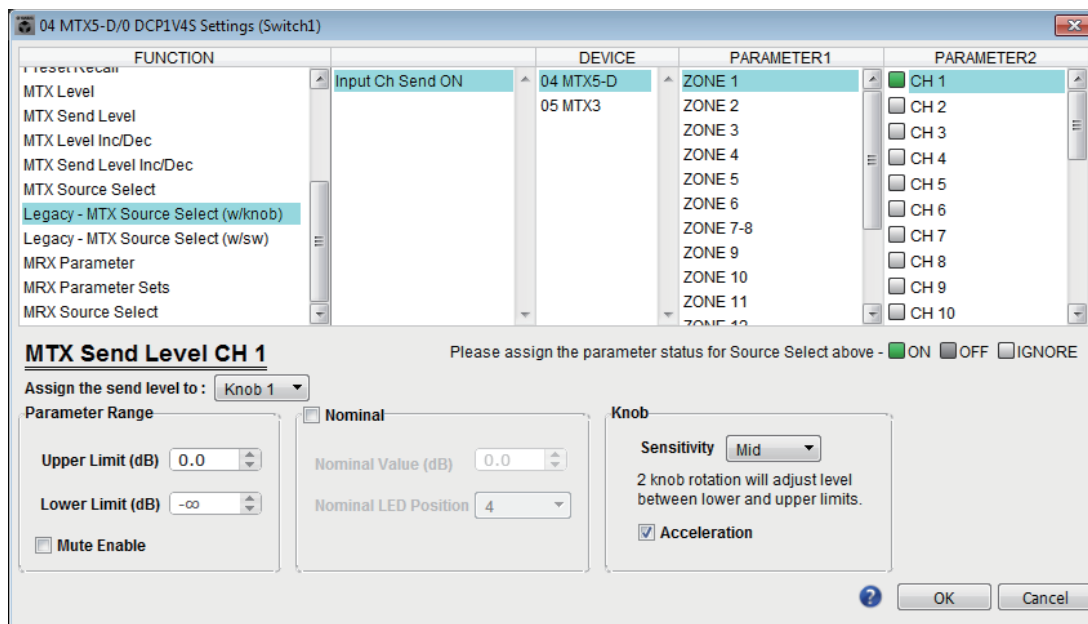 04 MTX5-D/0 DCP1V4S Settings (Switch1)
FUNCTION
DEVICE
PARAMETER1
PARAMETER2
Preset Recall
MTX Level
MTX Send Level
MTX Level Inc/Dec
MTX Send Level Inc/Dec
MTX Source Select
Legacy - MTX Source Select (w/knob)
Legacy - MTX Source Select (w/sw)
MRX Parameter
MRX Parameter Sets
MRX Source Select
Input Ch Send ON
04 MTX5-D
05 MTX3
ZONE 1
ZONE 2
ZONE 3
ZONE 4
ZONE 5
ZONE 6
ZONE 7-8
ZONE 9
ZONE 10
ZONE 11
ZONE 12
CH 1
CH 2
CH 3
CH 4
CH 5
CH 6
CH 7
CH 8
CH 9
CH 10
MTX Send Level CH 1
Please assign the parameter status for Source Select above - ON OFF IGNORE
Assign the send level to : Knob 1
Parameter Range
Upper Limit (dB) 0.0
Lower Limit (dB) -∞
Mute Enable
Nominal
Nominal Value (dB) 0.0
Nominal LED Position 4
Knob
Sensitivity Mid
2 knob rotation will adjust level
between lower and upper limits.
Acceleration
? OK Cancel